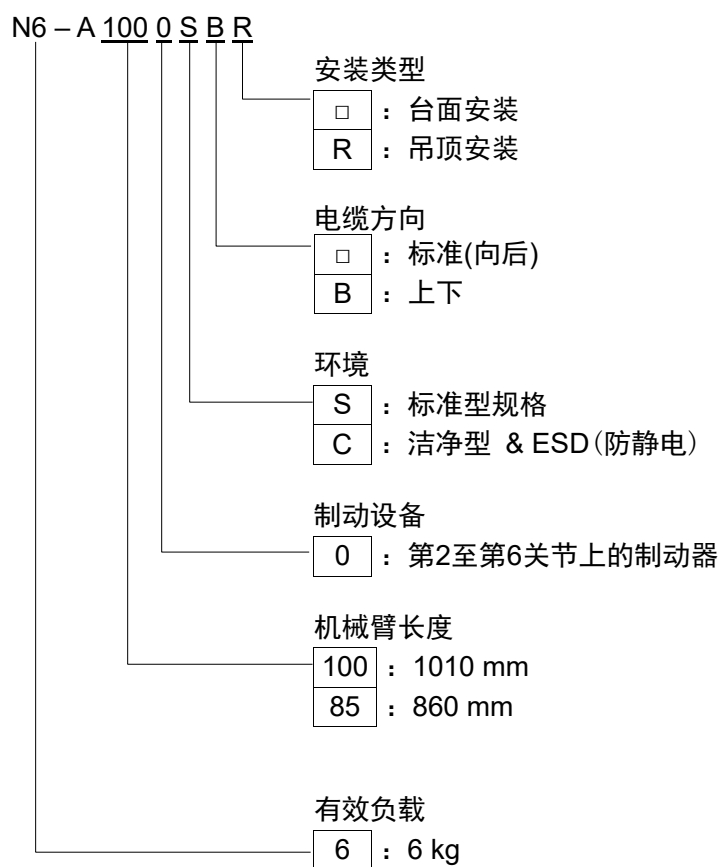 N6 – A 100 0 S B R
安装类型
□ : 台面安装
R : 吊顶安装
电缆方向
□ : 标准(向后)
B : 上下
环境
S : 标准型规格
C : 洁净型 & ESD(防静电)
制动设备
0 : 第2至第6关节上的制动器
机械臂长度
100 : 1010 mm
85 : 860 mm
有效负载
6 : 6 kg